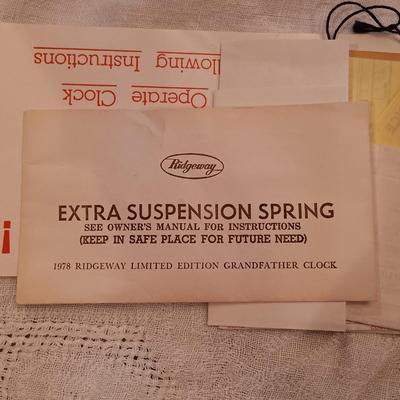 llowing Instructions
Operate Clock
!
Ridgeway
EXTRA SUSPENSION SPRING
SEE OWNER'S MANUAL FOR INSTRUCTIONS
(KEEP IN SAFE PLACE FOR FUTURE NEED)
1978 RIDGEWAY LIMITED EDITION GRANDFATHER CLOCK